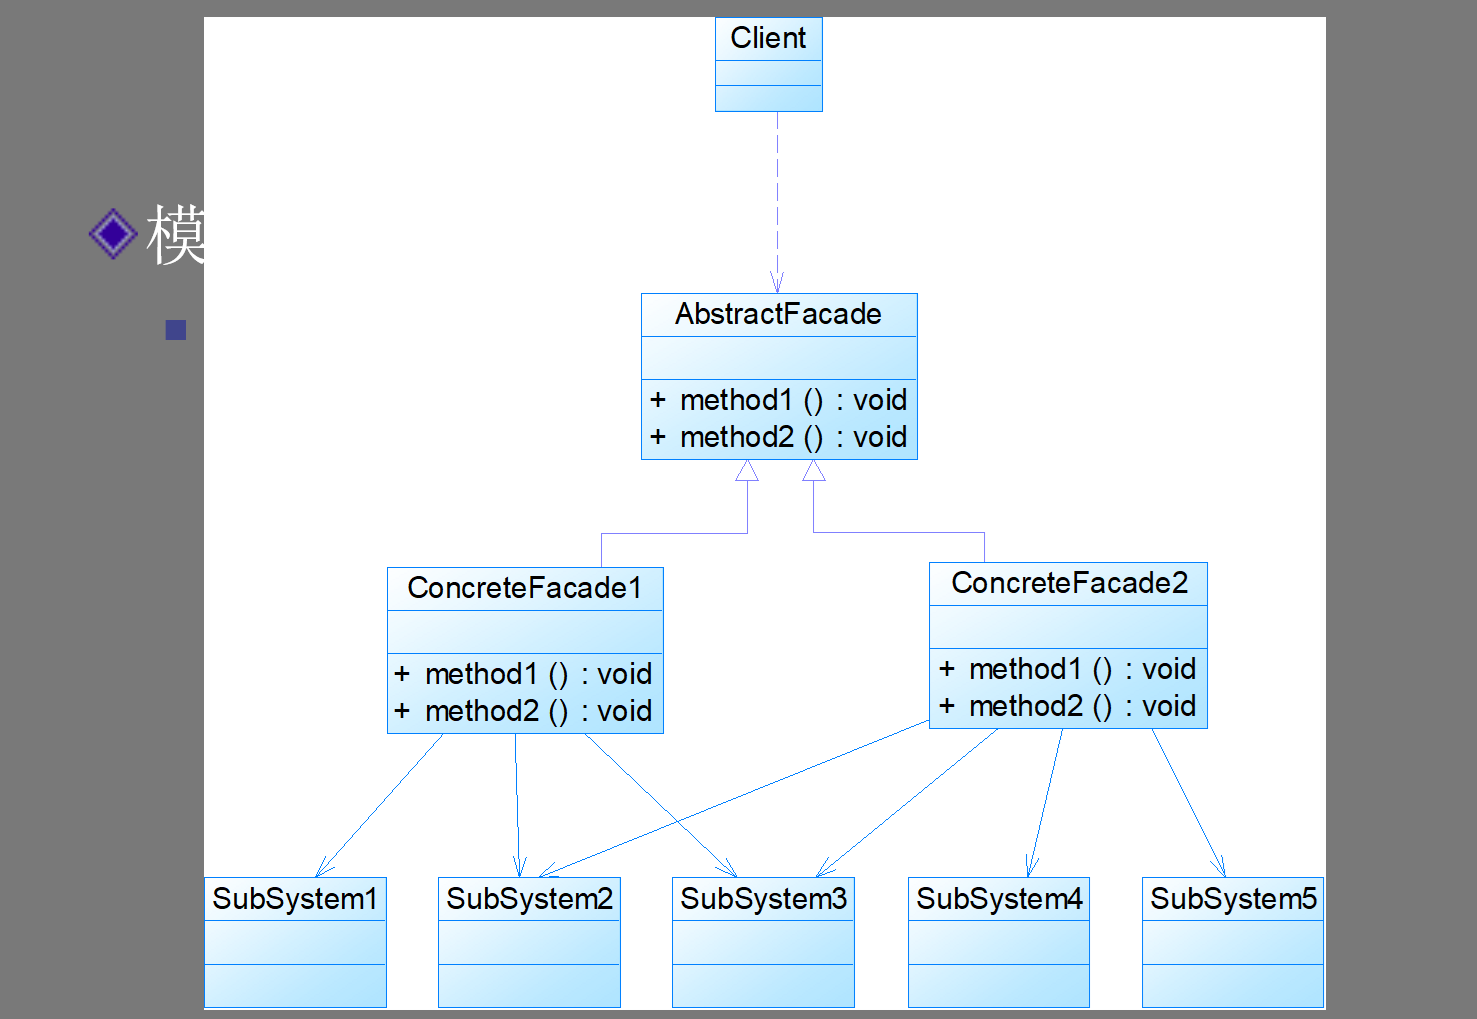 Client
模
AbstractFacade
+ method1 () : void
+ method2 () : void
ConcreteFacade1
+ method1 () : void
+ method2 () : void
ConcreteFacade2
+ method1 () : void
+ method2 () : void
SubSystem1
SubSystem2
SubSystem3
SubSystem4
SubSystem5